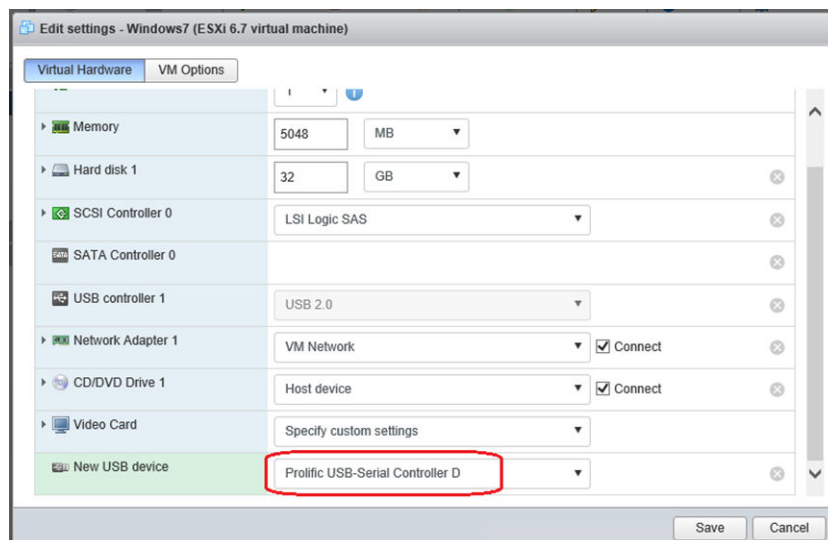 Edit settings - Windows7 (ESXi 6.7 virtual machine)
Virtual Hardware VM Options
Memory 5048 MB
Hard disk 1 32 GB
SCSI Controller 0 LSI Logic SAS
SATA Controller 0
USB controller 1 USB 2.0
Network Adapter 1 VM Network Connect
CD/DVD Drive 1 Host device Connect
Video Card Specify custom settings
New USB device Prolific USB-Serial Controller D
Save Cancel